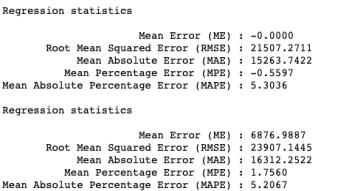 Regression statistics
Mean Error (ME) : -0.0000
Root Mean Squared Error (RMSE) : 21507.2711
Mean Absolute Error (MAE) : 15263.7422
Mean Percentage Error (MPE) : -0.5597
Mean Absolute Percentage Error (MAPE) : 5.3036
Regression statistics
Mean Error (ME) : 6876.9887
Root Mean Squared Error (RMSE) : 23907.1445
Mean Absolute Error (MAE) : 16312.2522
Mean Percentage Error (MPE) : 1.7560
Mean Absolute Percentage Error (MAPE) : 5.2067